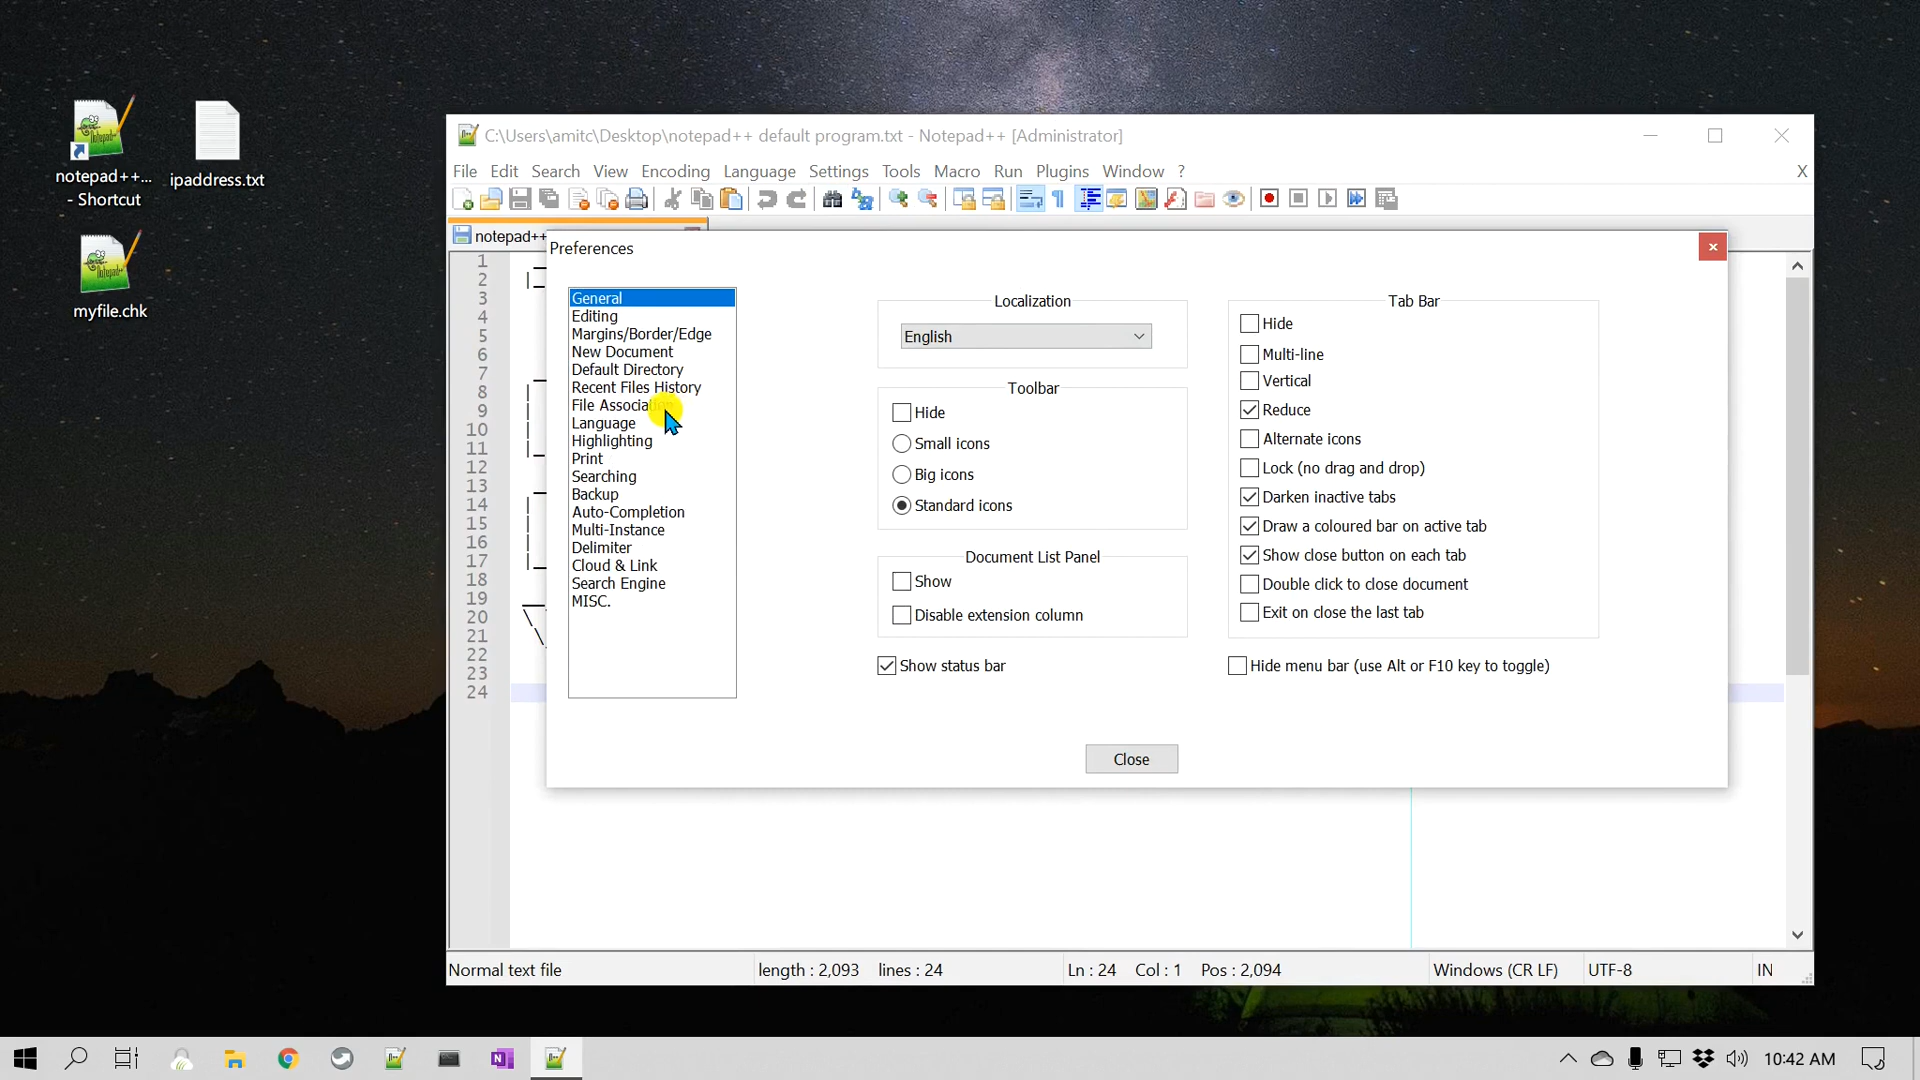 notepad++...
- Shortcut
ipaddress.txt
myfile.chk
C:\Users\amitc\Desktop\notepad++ default program.txt - Notepad++ [Administrator]
File Edit Search View Encoding Language Settings Tools Macro Run Plugins Window ?
X
notepad++
Preferences
1
2
3
4
5
6
7
8
9
10
11
12
13
14
15
16
17
18
19
20
21
22
23
24
General
Editing
Margins/Border/Edge
New Document
Default Directory
Recent Files History
File Association
Language
Highlighting
Print
Searching
Backup
Auto-Completion
Multi-Instance
Delimiter
Cloud & Link
Search Engine
MISC.
Localization
English
Toolbar
Hide
Small icons
Big icons
Standard icons
Document List Panel
Show
Disable extension column
Show status bar
Tab Bar
Hide
Multi-line
Vertical
Reduce
Alternate icons
Lock (no drag and drop)
Darken inactive tabs
Draw a coloured bar on active tab
Show close button on each tab
Double click to close document
Exit on close the last tab
Hide menu bar (use Alt or F10 key to toggle)
Close
Normal text file
length : 2,093 lines : 24
Ln : 24 Col : 1 Pos : 2,094
Windows (CR LF)
UTF-8
IN
10:42 AM